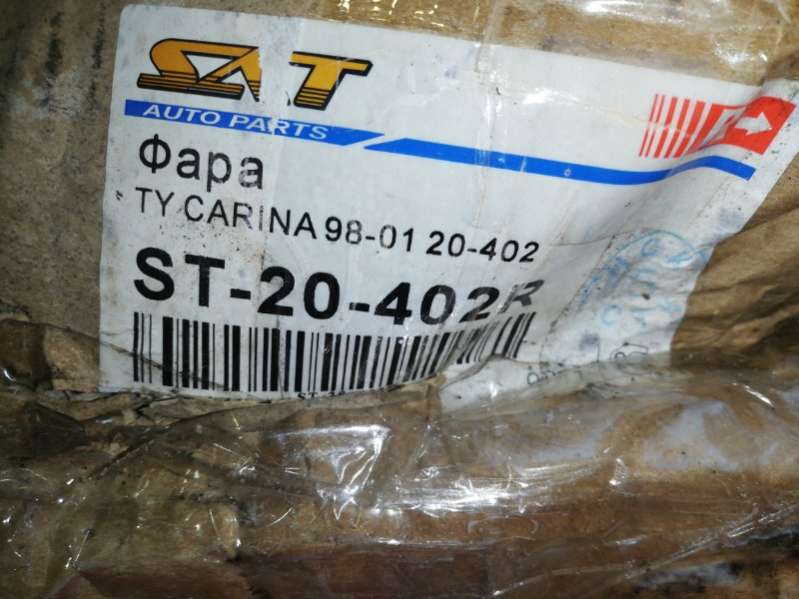 SAT
AUTO PARTS
Фара
TY CARINA 98-01 20-402
ST-20-402R